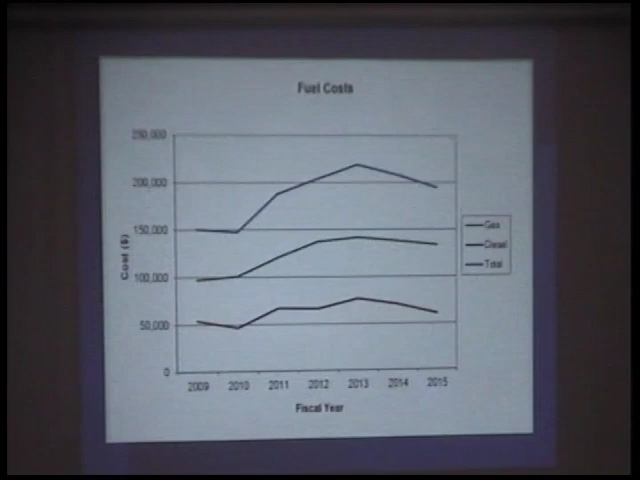 Fuel Costs
250,000
200,000
150,000
100,000
50,000
0
Cost ($)
2009 2010 2011 2012 2013 2014 2015
Fiscal Year
Gas
Diesel
Total